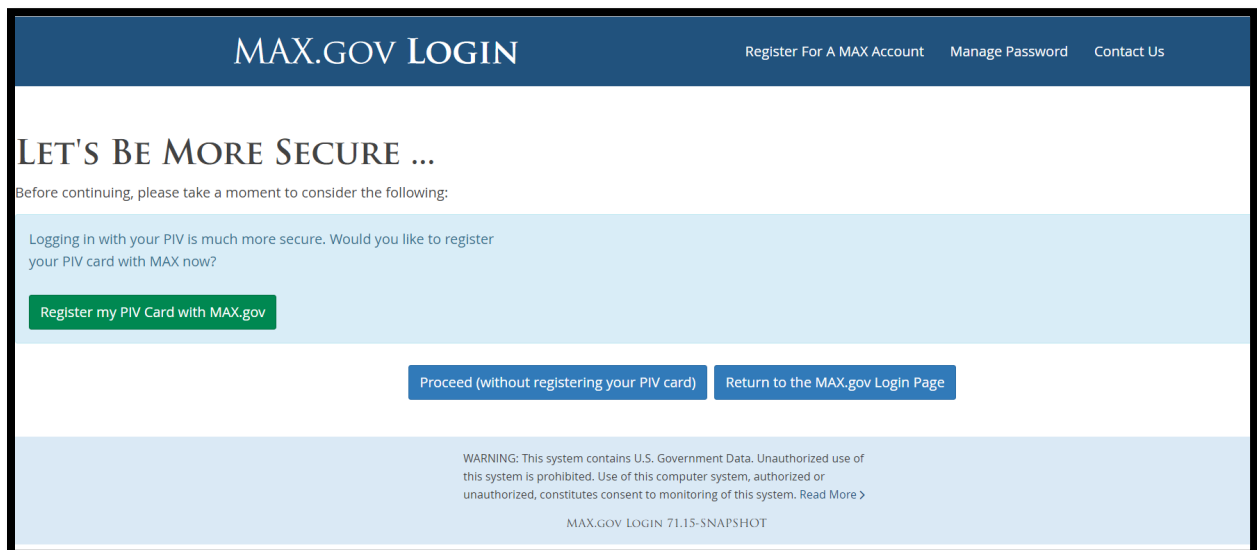 MAX.GOV LOGIN
Register For A MAX Account
Manage Password
Contact Us
LET'S BE MORE SECURE ...
Before continuing, please take a moment to consider the following:
Logging in with your PIV is much more secure. Would you like to register
your PIV card with MAX now?
Register my PIV Card with MAX.gov
Proceed (without registering your PIV card)
Return to the MAX.gov Login Page
WARNING: This system contains U.S. Government Data. Unauthorized use of
this system is prohibited. Use of this computer system, authorized or
unauthorized, constitutes consent to monitoring of this system. Read More >
MAX.GOV LOGIN 71.15-SNAPSHOT